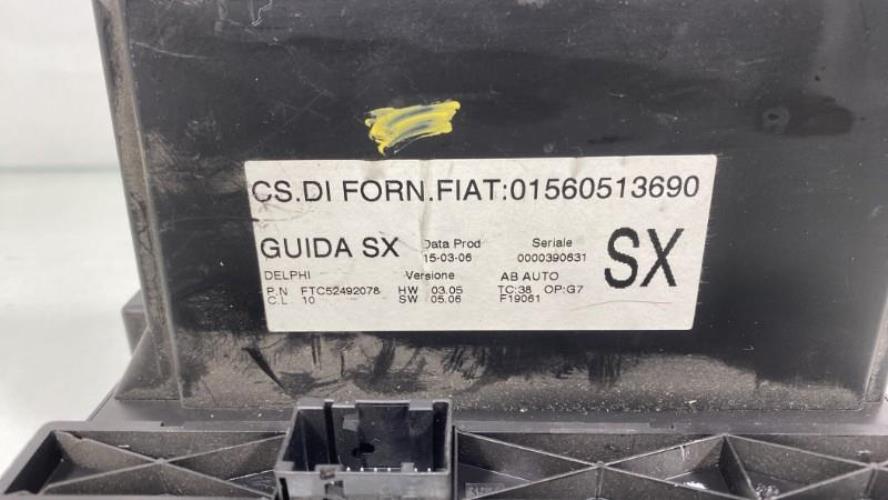 CS.DI FORN.FIAT:01560513690
GUIDA SX Data Prod 15-03-06 Seriale 0000390631 SX
DELPHI Versione AB AUTO
P.N FTC52492078 HW 03.05 TC:38 OP:G7
C.L 10 SW 05.06 F19061